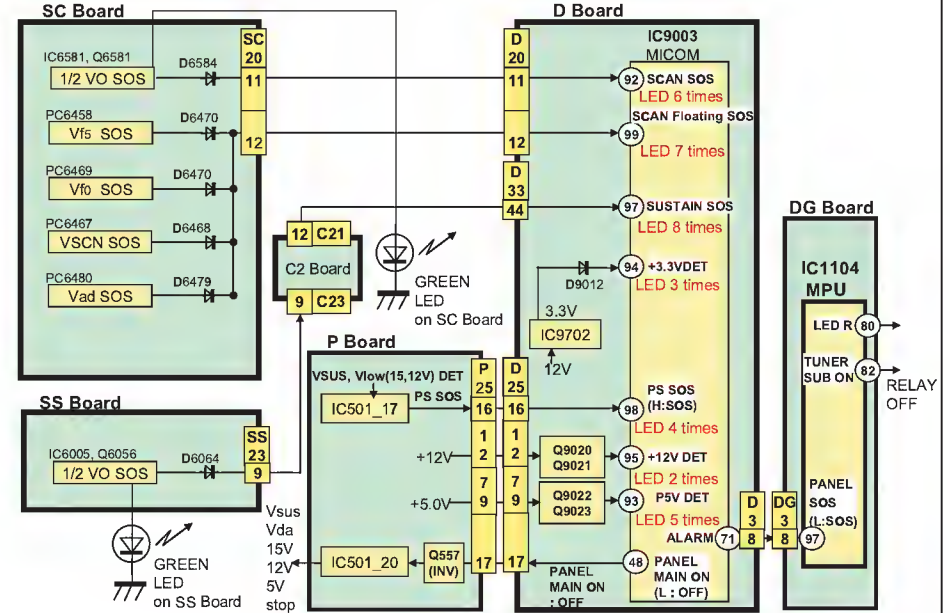 SC Board
D Board
SC
20
11
12
IC6581, Q6581
1/2 VO SOS
D6584
PC6458
Vf5 SOS
D6470
PC6469
Vf0 SOS
D6470
PC6467
VSCN SOS
D6468
PC6480
Vad SOS
D6479
12 C21
C2 Board
9 C23
GREEN
LED
on SC Board
D
20
11
12
D
33
44
IC9003
MICOM
92 SCAN SOS
LED 6 times
SCAN Floating SOS
99
LED 7 times
97 SUSTAIN SOS
LED 8 times
94 +3.3VDET
LED 3 times
D9012
3.3V
IC9702
12V
98 PS SOS
(H:SOS)
LED 4 times
95 +12V DET
LED 2 times
93 P5V DET
LED 5 times
ALARM 71
48 PANEL
MAIN ON
(L : OFF)
Q9020
Q9021
Q9022
Q9023
PANEL
MAIN ON
: OFF
P Board
VSUS, Vlow(15,12V) DET
PS SOS
IC501_17
+12V
+5.0V
IC501_20
Q557
(INV)
P
25
16
1
2
7
9
17
D
25
16
1
2
7
9
17
SS Board
IC6005, Q6056
1/2 VO SOS
D6064
SS
23
9
GREEN
LED
on SS Board
Vsus
Vda
15V
12V
5V
stop
D
3
8
DG
3
8
DG Board
IC1104
MPU
LED R 80
TUNER
SUB ON
82
RELAY
OFF
PANEL
SOS
(L:SOS)
97